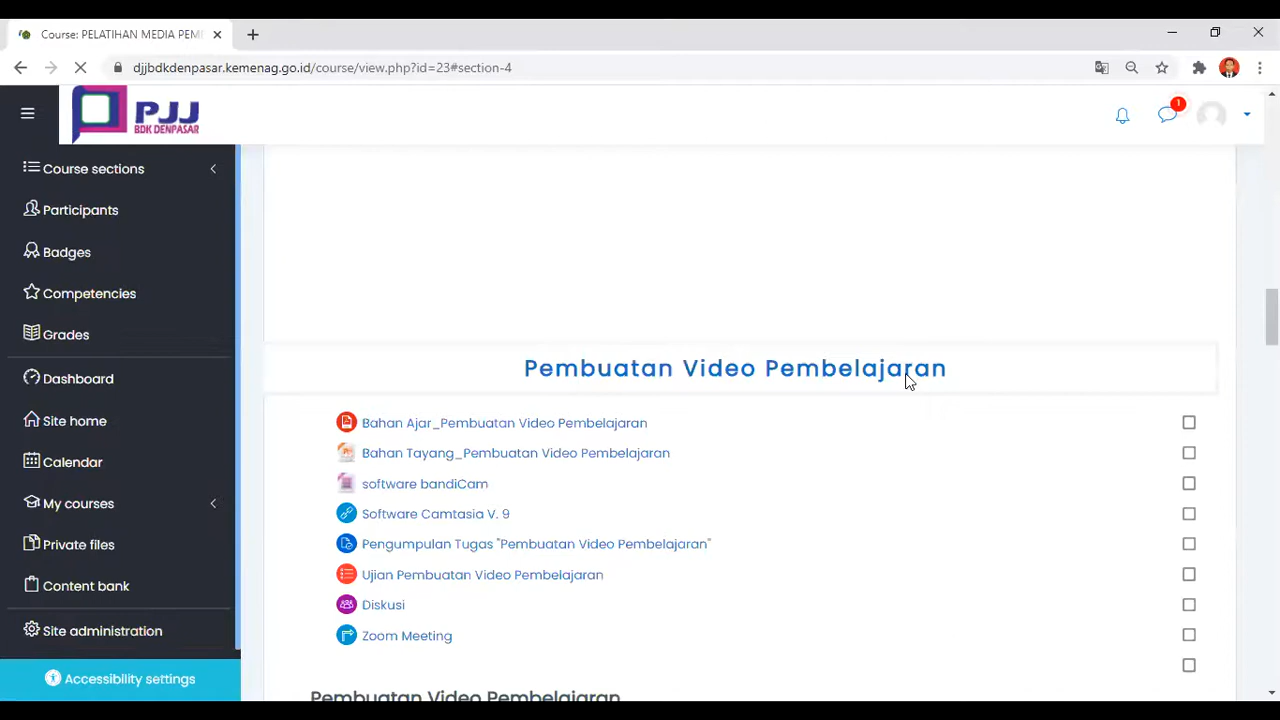 Course: PELATIHAN MEDIA PEM
djjbdkdenpasar.kemenag.go.id/course/view.php?id=23#section-4
PJJ
BDK DENPASAR
1
Course sections
Participants
Badges
Competencies
Grades
Dashboard
Site home
Calendar
My courses
Private files
Content bank
Site administration
Accessibility settings
Pembuatan Video Pembelajaran
Bahan Ajar_Pembuatan Video Pembelajaran
Bahan Tayang_Pembuatan Video Pembelajaran
software bandiCam
Software Camtasia V. 9
Pengumpulan Tugas "Pembuatan Video Pembelajaran"
Ujian Pembuatan Video Pembelajaran
Diskusi
Zoom Meeting
Pembuatan Video Pembelajaran